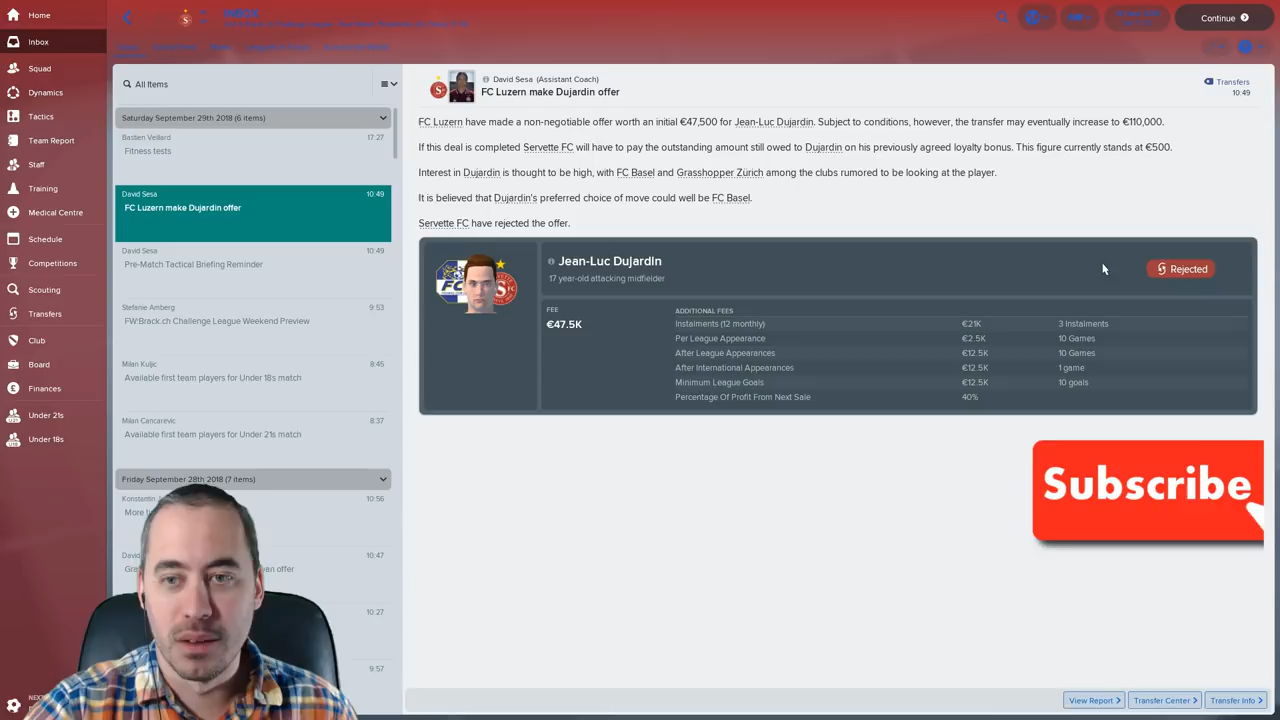 Home
INBOX
Continue
Inbox
Squad
Dynamics
Tactics
Team Report
Staff
Training
Medical Centre
Schedule
Competitions
Scouting
Transfers
Club
Board
Finances
Under 21s
Under 18s
All Items
Saturday September 29th 2018 (6 items)
Bastien Veillard 17:27
Fitness tests
David Sesa 10:49
FC Luzern make Dujardin offer
David Sesa 10:49
Pre-Match Tactical Briefing Reminder
Stefanie Amberg 9:53
FW:Brack.ch Challenge League Weekend Preview
Milan Kuljic 8:45
Available first team players for Under 18s match
Milan Cancarevic 8:37
Available first team players for Under 21s match
Friday September 28th 2018 (7 items)
10:56
10:47
offer
10:27
9:57
David Sesa (Assistant Coach)
FC Luzern make Dujardin offer
Transfers
10:49
FC Luzern have made a non-negotiable offer worth an initial €47,500 for Jean-Luc Dujardin. Subject to conditions, however, the transfer may eventually increase to €110,000.
If this deal is completed Servette FC will have to pay the outstanding amount still owed to Dujardin on his previously agreed loyalty bonus. This figure currently stands at €500.
Interest in Dujardin is thought to be high, with FC Basel and Grasshopper Zürich among the clubs rumored to be looking at the player.
It is believed that Dujardin's preferred choice of move could well be FC Basel.
Servette FC have rejected the offer.
Jean-Luc Dujardin
17 year-old attacking midfielder
Rejected
FEE
€47.5K
ADDITIONAL FEES
Instalments (12 monthly) €21K 3 Instalments
Per League Appearance €2.5K 10 Games
After League Appearances €12.5K 10 Games
After International Appearances €12.5K 1 game
Minimum League Goals €12.5K 10 goals
Percentage Of Profit From Next Sale 40%
Subscribe
View Report
Transfer Center
Transfer Info